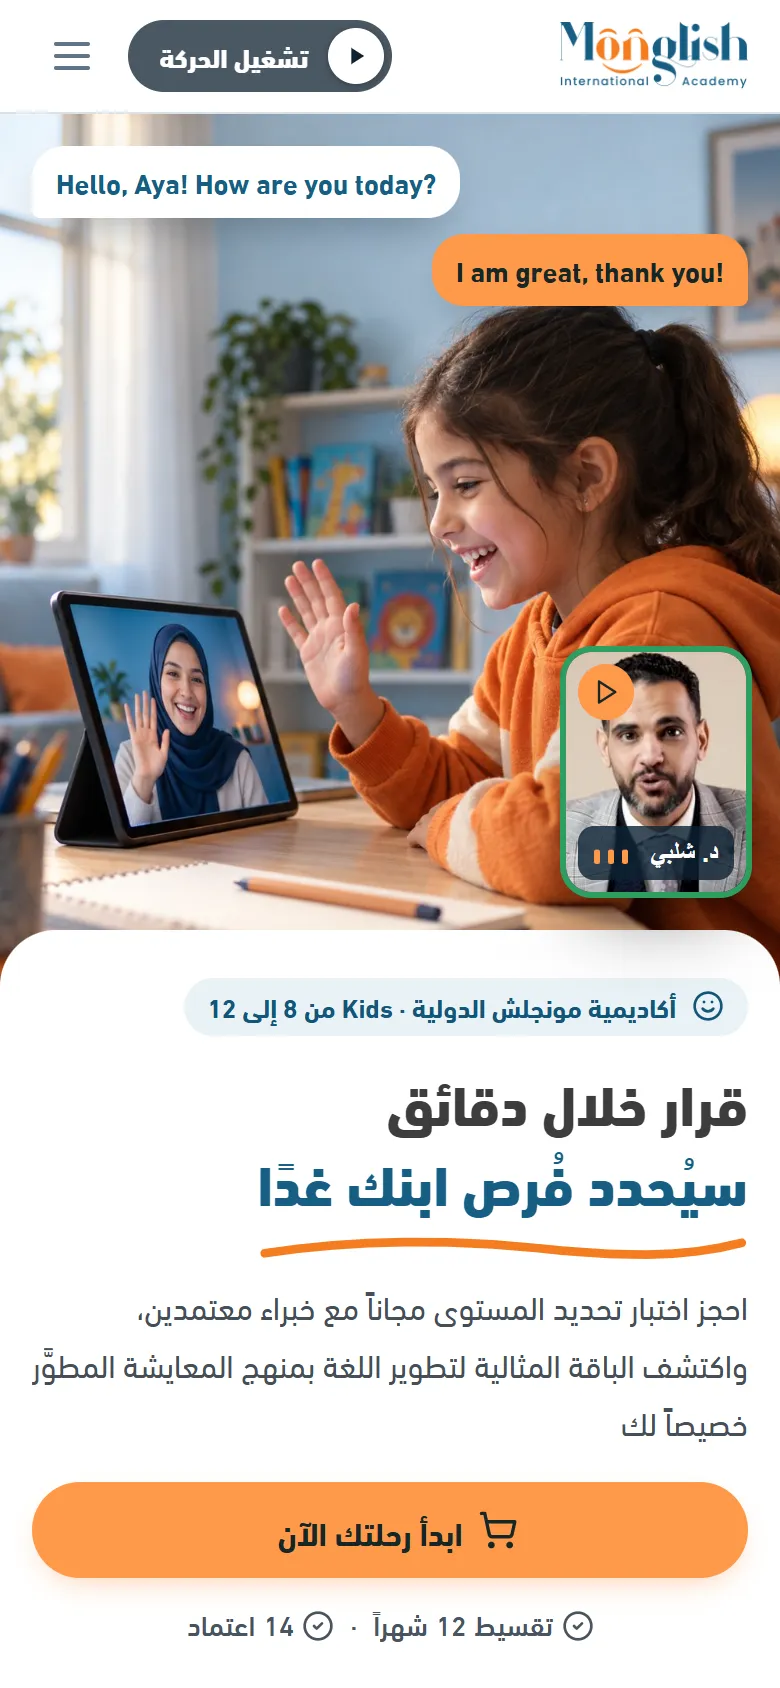 تشغيل الحركة
Monglish
International Academy
Hello, Aya! How are you today?
I am great, thank you!
د. شلبي
أكاديمية مونجلش الدولية · Kids من 8 إلى 12
قرار خلال دقائق
سيُحدد فُرص ابنك غدًا
احجز اختبار تحديد المستوى مجاناً مع خبراء معتمدين،
واكتشف الباقة المثالية لتطوير اللغة بمنهج المعايشة المطوَّر
خصيصاً لك
ابدأ رحلتك الآن
تقسيط 12 شهراً · 14 اعتماد